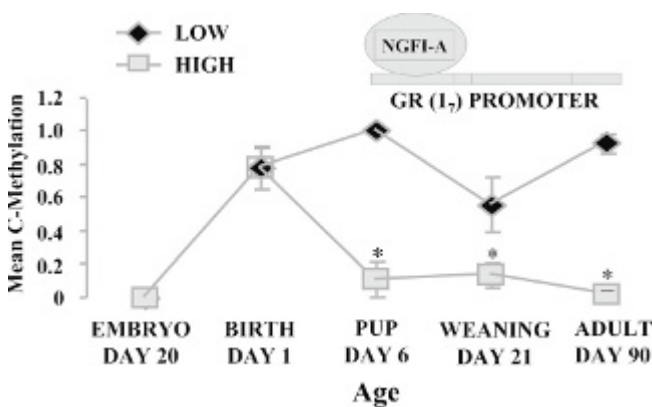 LOW
HIGH
NGFI-A
GR (1₇) PROMOTER
Mean C-Methylation
1.2
1.0
0.8
0.6
0.4
0.2
0
*
*
*
EMBRYO BIRTH PUP WEANING ADULT
DAY 20 DAY 1 DAY 6 DAY 21 DAY 90
Age